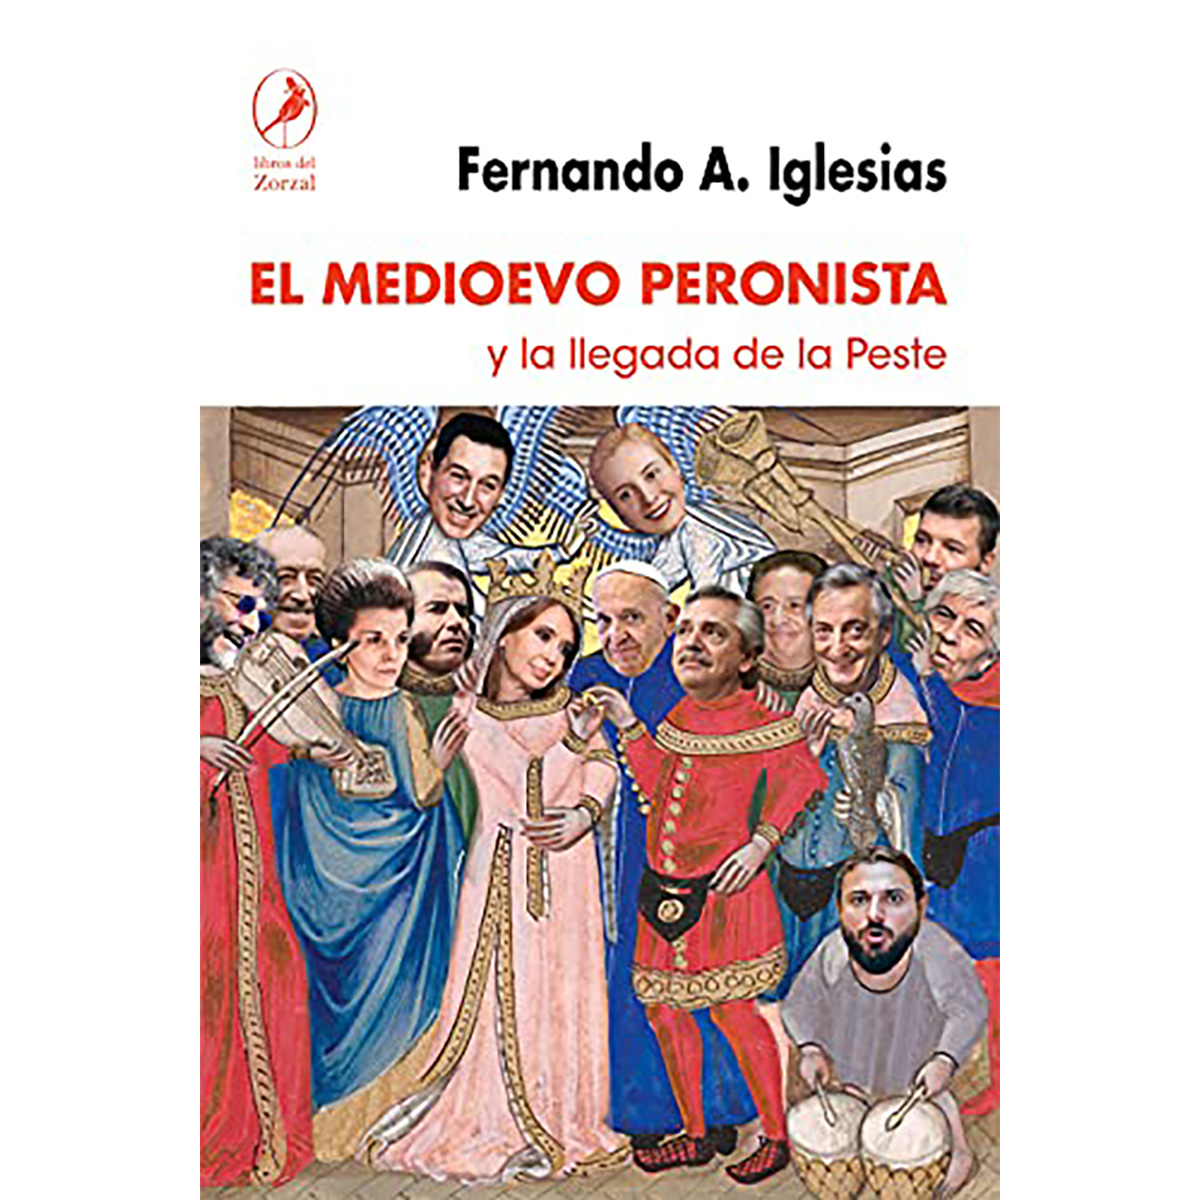 libros del
Zorzal
Fernando A. Iglesias
EL MEDIOEVO PERONISTA
y la llegada de la Peste